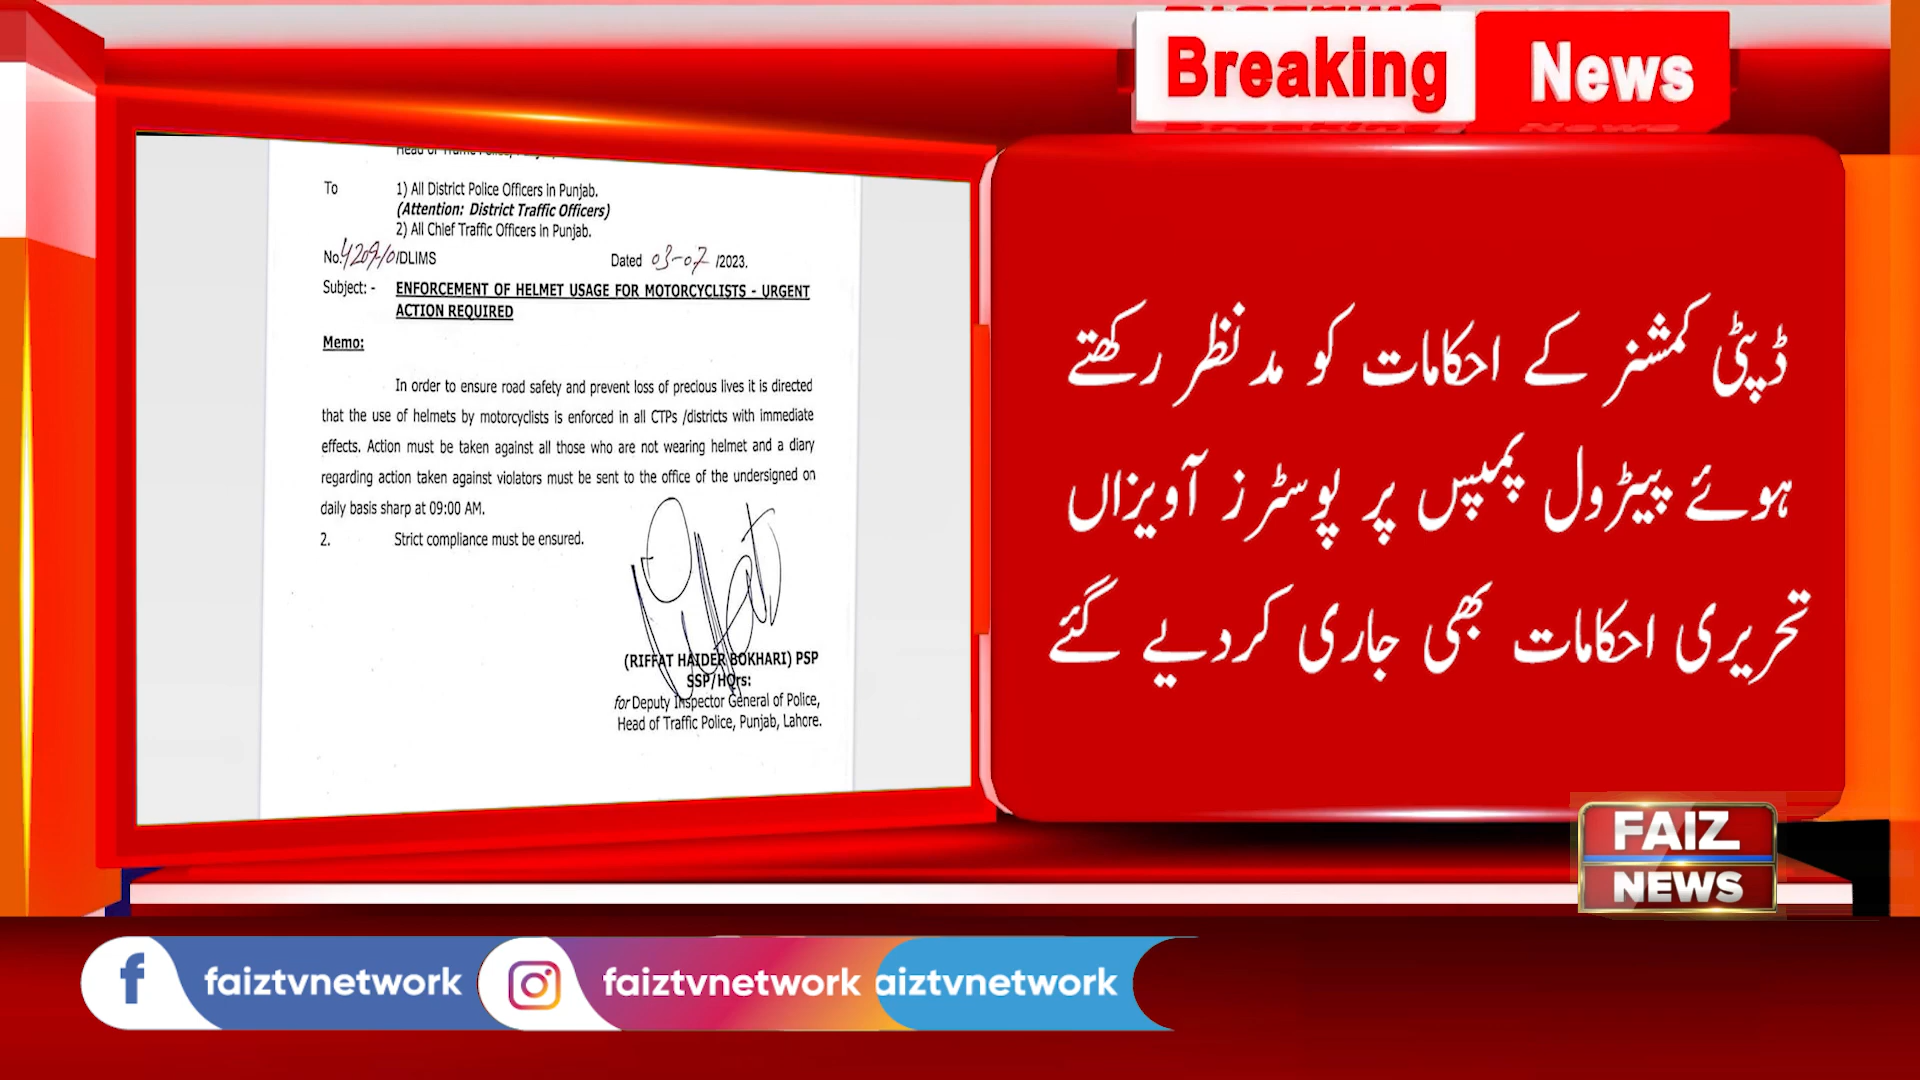 Breaking News
To
1) All District Police Officers in Punjab.
(Attention: District Traffic Officers)
2) All Chief Traffic Officers in Punjab.
No. /DLIMS
Dated 03-07 /2023.
Subject: - ENFORCEMENT OF HELMET USAGE FOR MOTORCYCLISTS - URGENT
ACTION REQUIRED
Memo:
In order to ensure road safety and prevent loss of precious lives it is directed
that the use of helmets by motorcyclists is enforced in all CTPs /districts with immediate
effects. Action must be taken against all those who are not wearing helmet and a diary
regarding action taken against violators must be sent to the office of the undersigned on
daily basis sharp at 09:00 AM.
2. Strict compliance must be ensured.
(RIFFAT HAIDER BOKHARI) PSP
SSP/HQrs:
for Deputy Inspector General of Police,
Head of Traffic Police, Punjab, Lahore.
ڈپٹی کمشنر کے احکامات کو مدنظر رکھتے
ہوئے پیٹرول پمپس پر پوسٹرز آویزاں
تحریری احکامات بھی جاری کردیے گئے
FAIZ
NEWS
faiztvnetwork
faiztvnetwork
aiztvnetwork